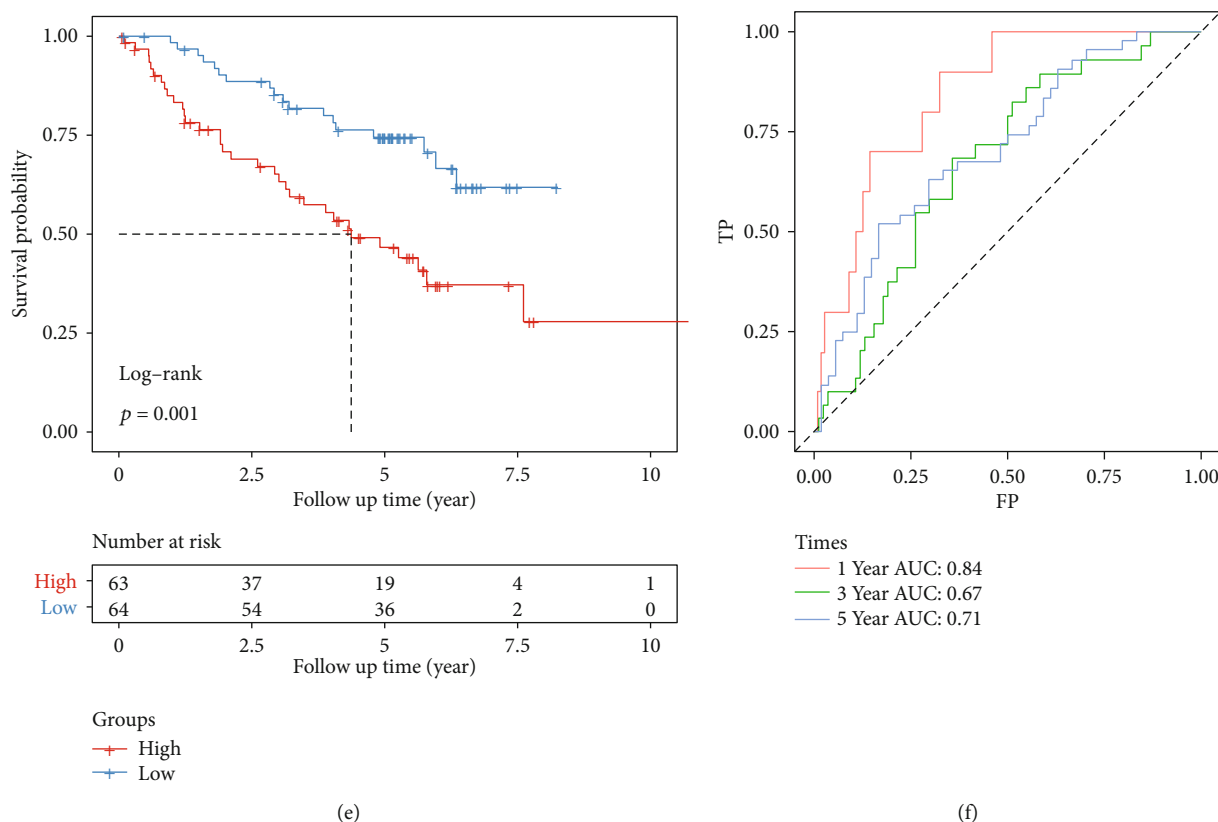 1.00
0.75
0.50
0.25
0.00
Survival probability
Log–rank
p = 0.001
0 2.5 5 7.5 10
Follow up time (year)
Number at risk
High 63 37 19 4 1
Low 64 54 36 2 0
0 2.5 5 7.5 10
Follow up time (year)
Groups
High
Low
(e)
1.00
0.75
0.50
0.25
0.00
TP
0.00 0.25 0.50 0.75 1.00
FP
Times
1 Year AUC: 0.84
3 Year AUC: 0.67
5 Year AUC: 0.71
(f)